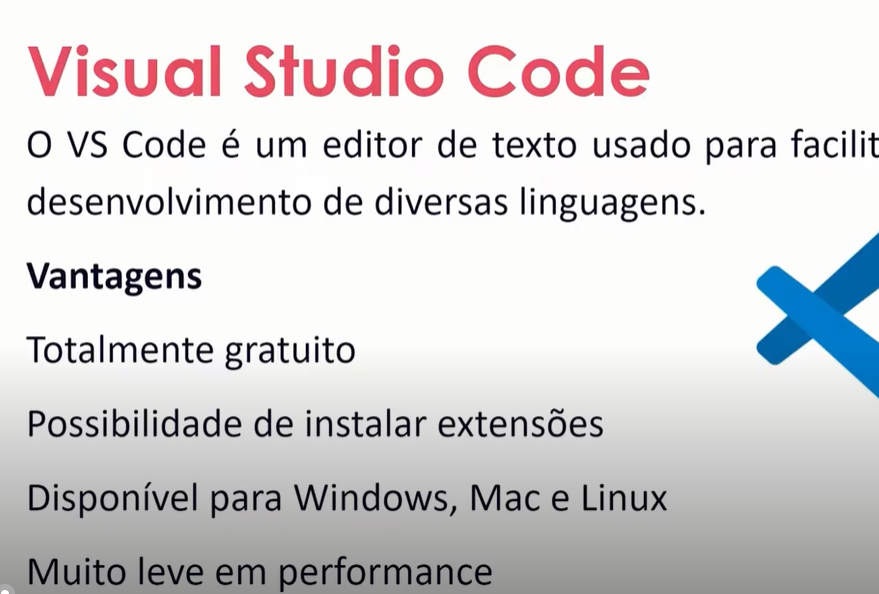 Visual Studio Code
O VS Code é um editor de texto usado para facilit
desenvolvimento de diversas linguagens.
Vantagens
Totalmente gratuito
Possibilidade de instalar extensões
Disponível para Windows, Mac e Linux
Muito leve em performance